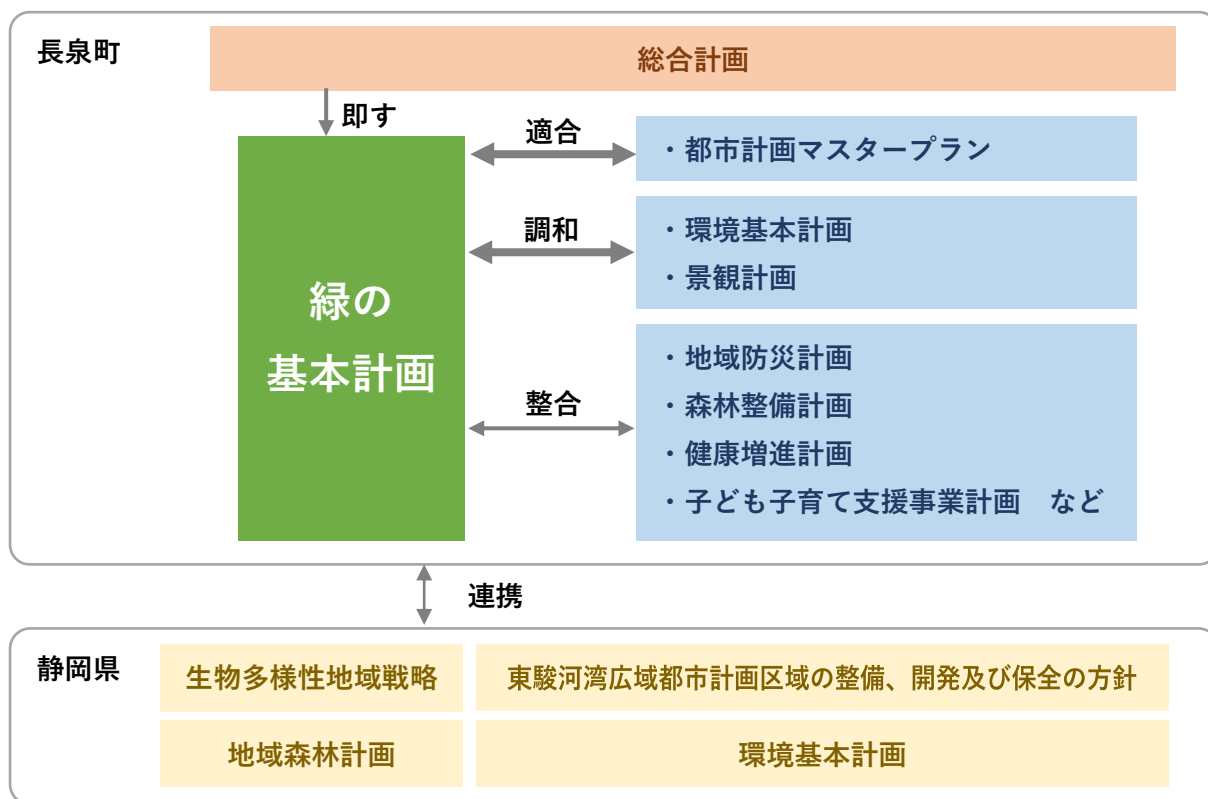 長泉町
総合計画
即す
適合
・都市計画マスタープラン
調和
・環境基本計画
・景観計画
緑の
基本計画
整合
・地域防災計画
・森林整備計画
・健康増進計画
・子ども子育て支援事業計画　など
連携
静岡県
生物多様性地域戦略
東駿河湾広域都市計画区域の整備、開発及び保全の方針
地域森林計画
環境基本計画